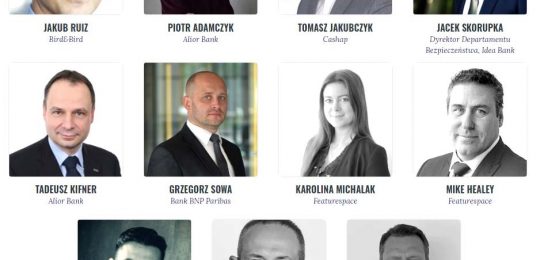 JAKUB RUIZ
Bird&Bird
PIOTR ADAMCZYK
Alior Bank
TOMASZ JAKUBCZYK
Cashap
JACEK SKORUPKA
Dyrektor Departamentu
Bezpieczeństwa, Idea Bank
TADEUSZ KIFNER
Alior Bank
GRZEGORZ SOWA
Bank BNP Paribas
KAROLINA MICHALAK
Featurespace
MIKE HEALEY
Featurespace